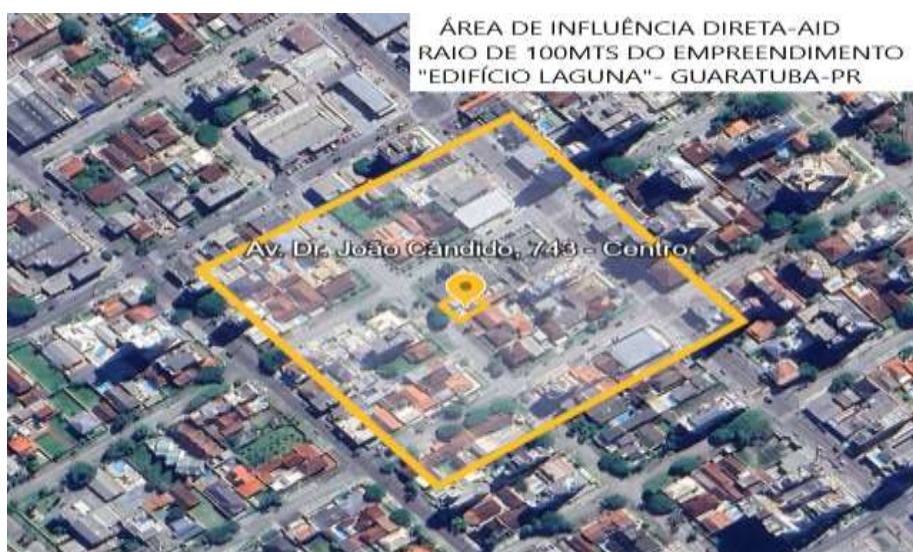 ÁREA DE INFLUÊNCIA DIRETA-AID
RAIO DE 100MTS DO EMPREENDIMENTO
"EDIFÍCIO LAGUNA"- GUARATUBA-PR
Av. Dr. João Cândido, 743 - Centro